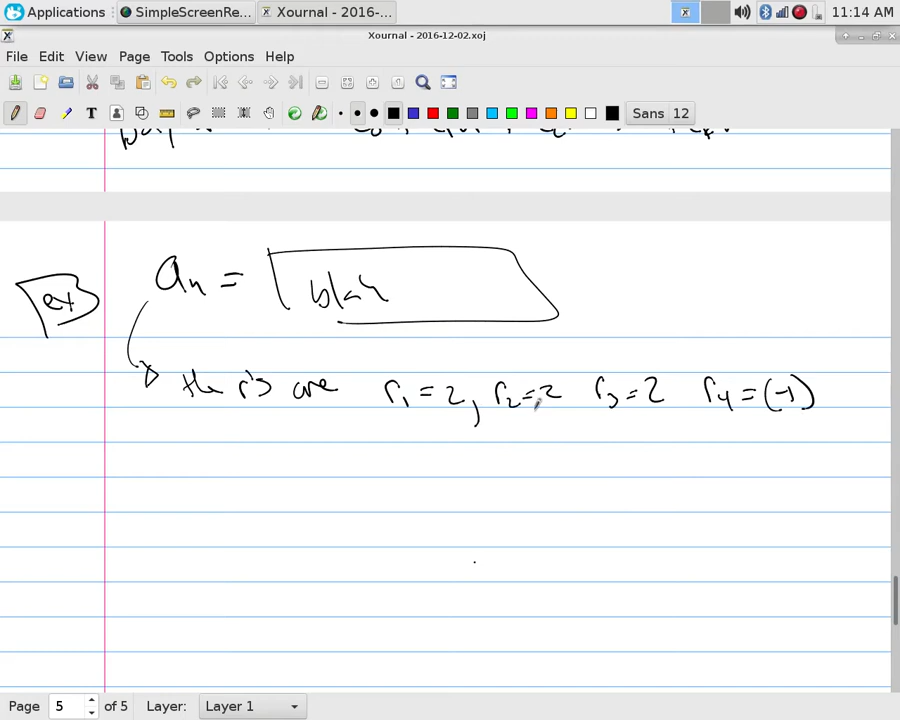 Applications SimpleScreenRe... Xournal - 2016-... 11:14 AM
Xournal - 2016-12-02.xoj
File Edit View Page Tools Options Help
Sans 12
ex an = blah
the r's are r1 = 2, r2 = 2 r3 = 2 r4 = (-1)
Page 5 of 5 Layer: Layer 1